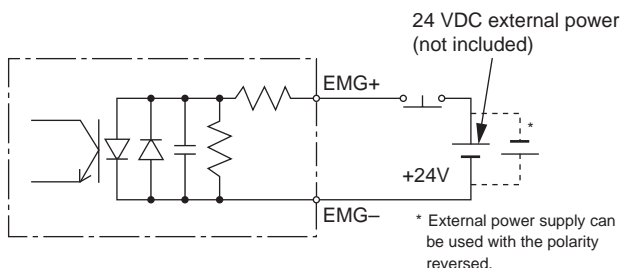 24 VDC external power
(not included)
EMG+
*
+24V
EMG–
* External power supply can
be used with the polarity
reversed.